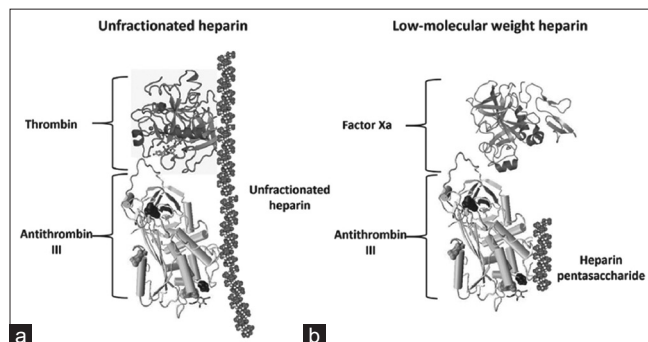 Unfractionated heparin
Thrombin
Antithrombin
III
Unfractionated
heparin
a
Low-molecular weight heparin
Factor Xa
Antithrombin
III
Heparin
pentasaccharide
b